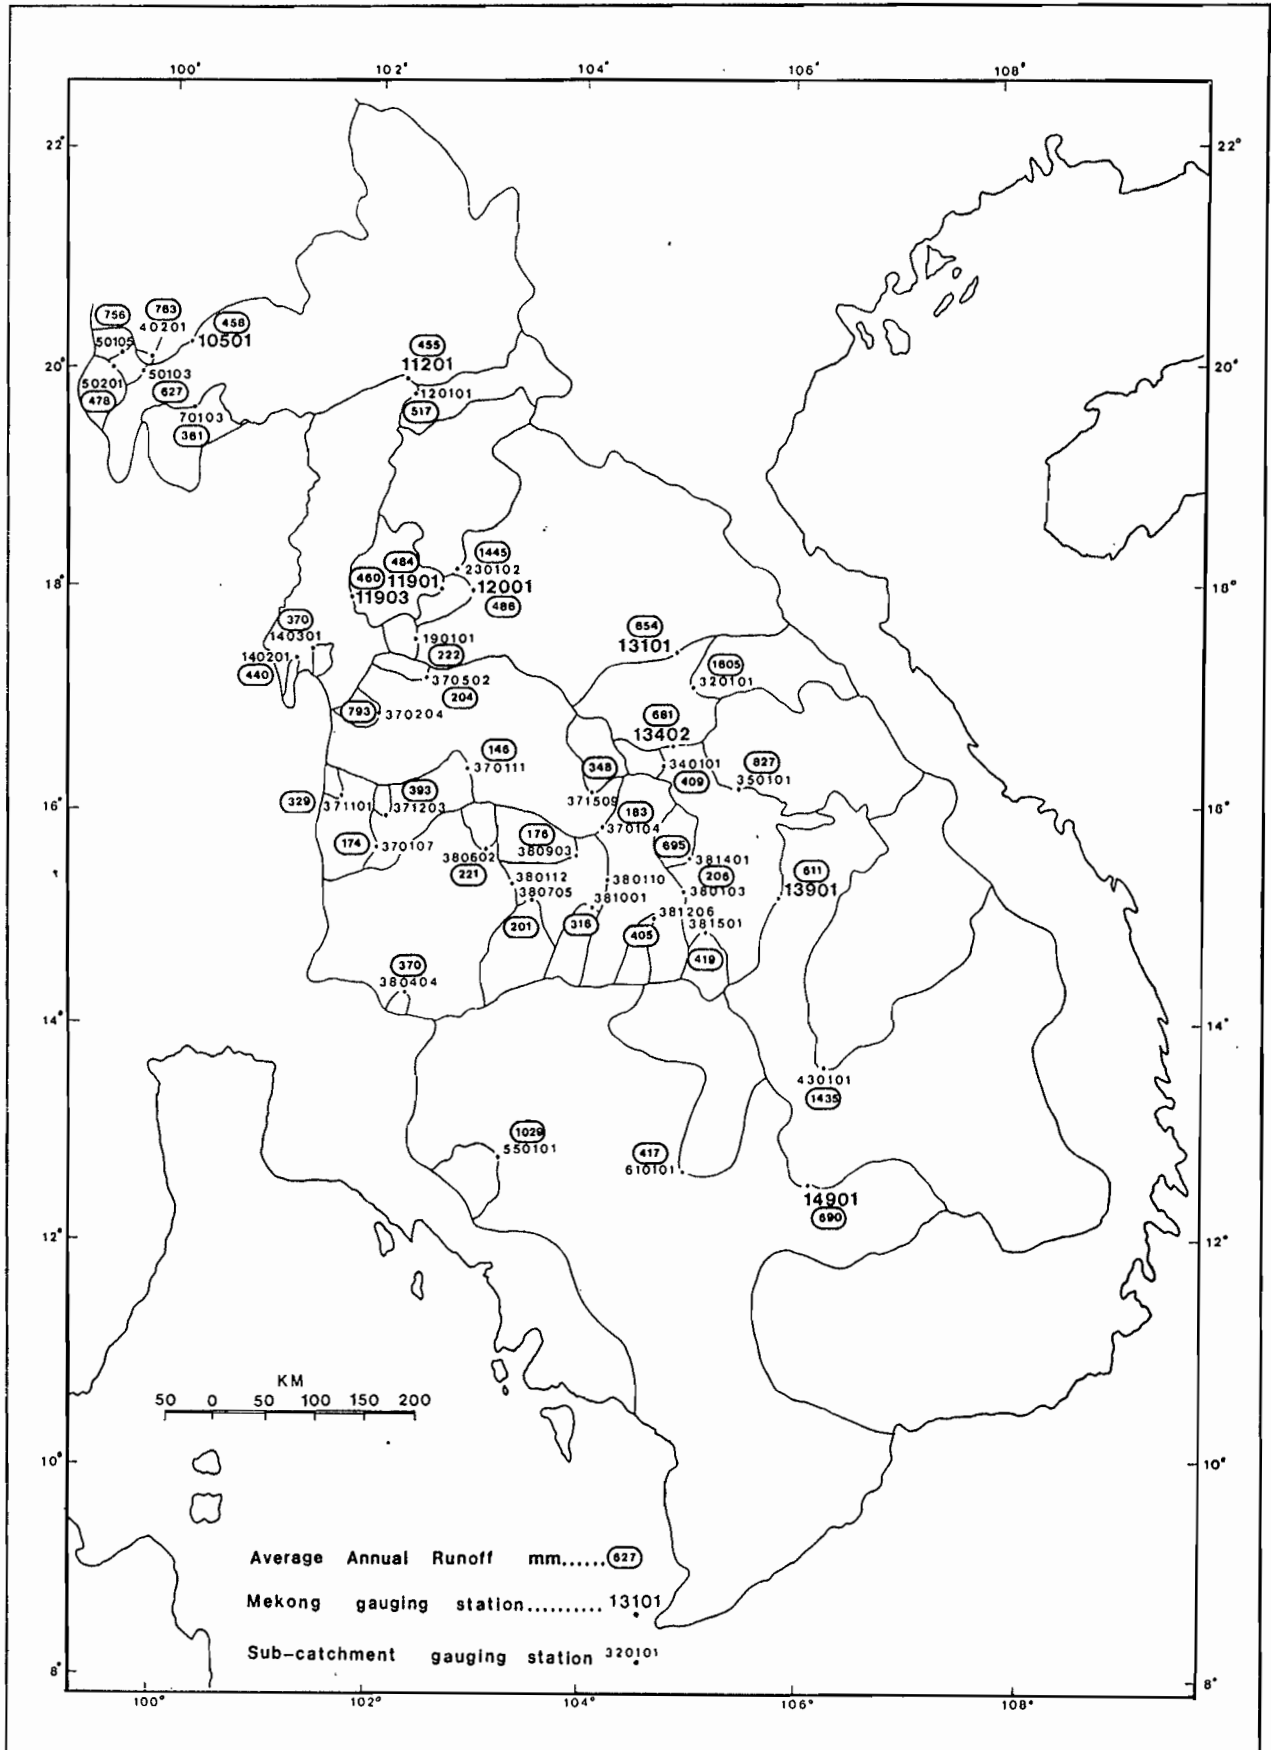 100° 102° 104° 106° 108°
22° 22°
763
756 40201 458
50105 10501
455
20° 11201 20°
50103
50201 627 120101
478 517
70103
361
1445
484 230102
460 11901 12001
18° 11903 486 18°
370 654
140301 190101 13101
140201 222 1605
440 370502 320101
204
793 370204 681
13402
146
370111 348 340101 827
409 350101
329 393
16° 371101 371203 371509 183 16°
370104
174 370107 176 695
380602 380903 381401 611
221 206
380112 380110 380103 13901
380705 381001
381206
201 316 405 381501
419
370
380404
14° 14°
430101
1435
1029
550101 417
610101
14901
690
12° 12°
KM
50 0 50 100 150 200
10° 10°
Average Annual Runoff mm......627
Mekong gauging station.......... 13101
Sub-catchment gauging station 320101
8° 8°
100° 102° 104° 106° 108°